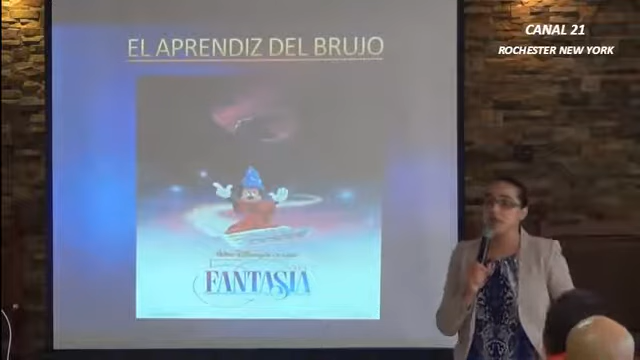 EL APRENDIZ DEL BRUJO
CANAL 21
ROCHESTER NEW YORK
FANTASIA